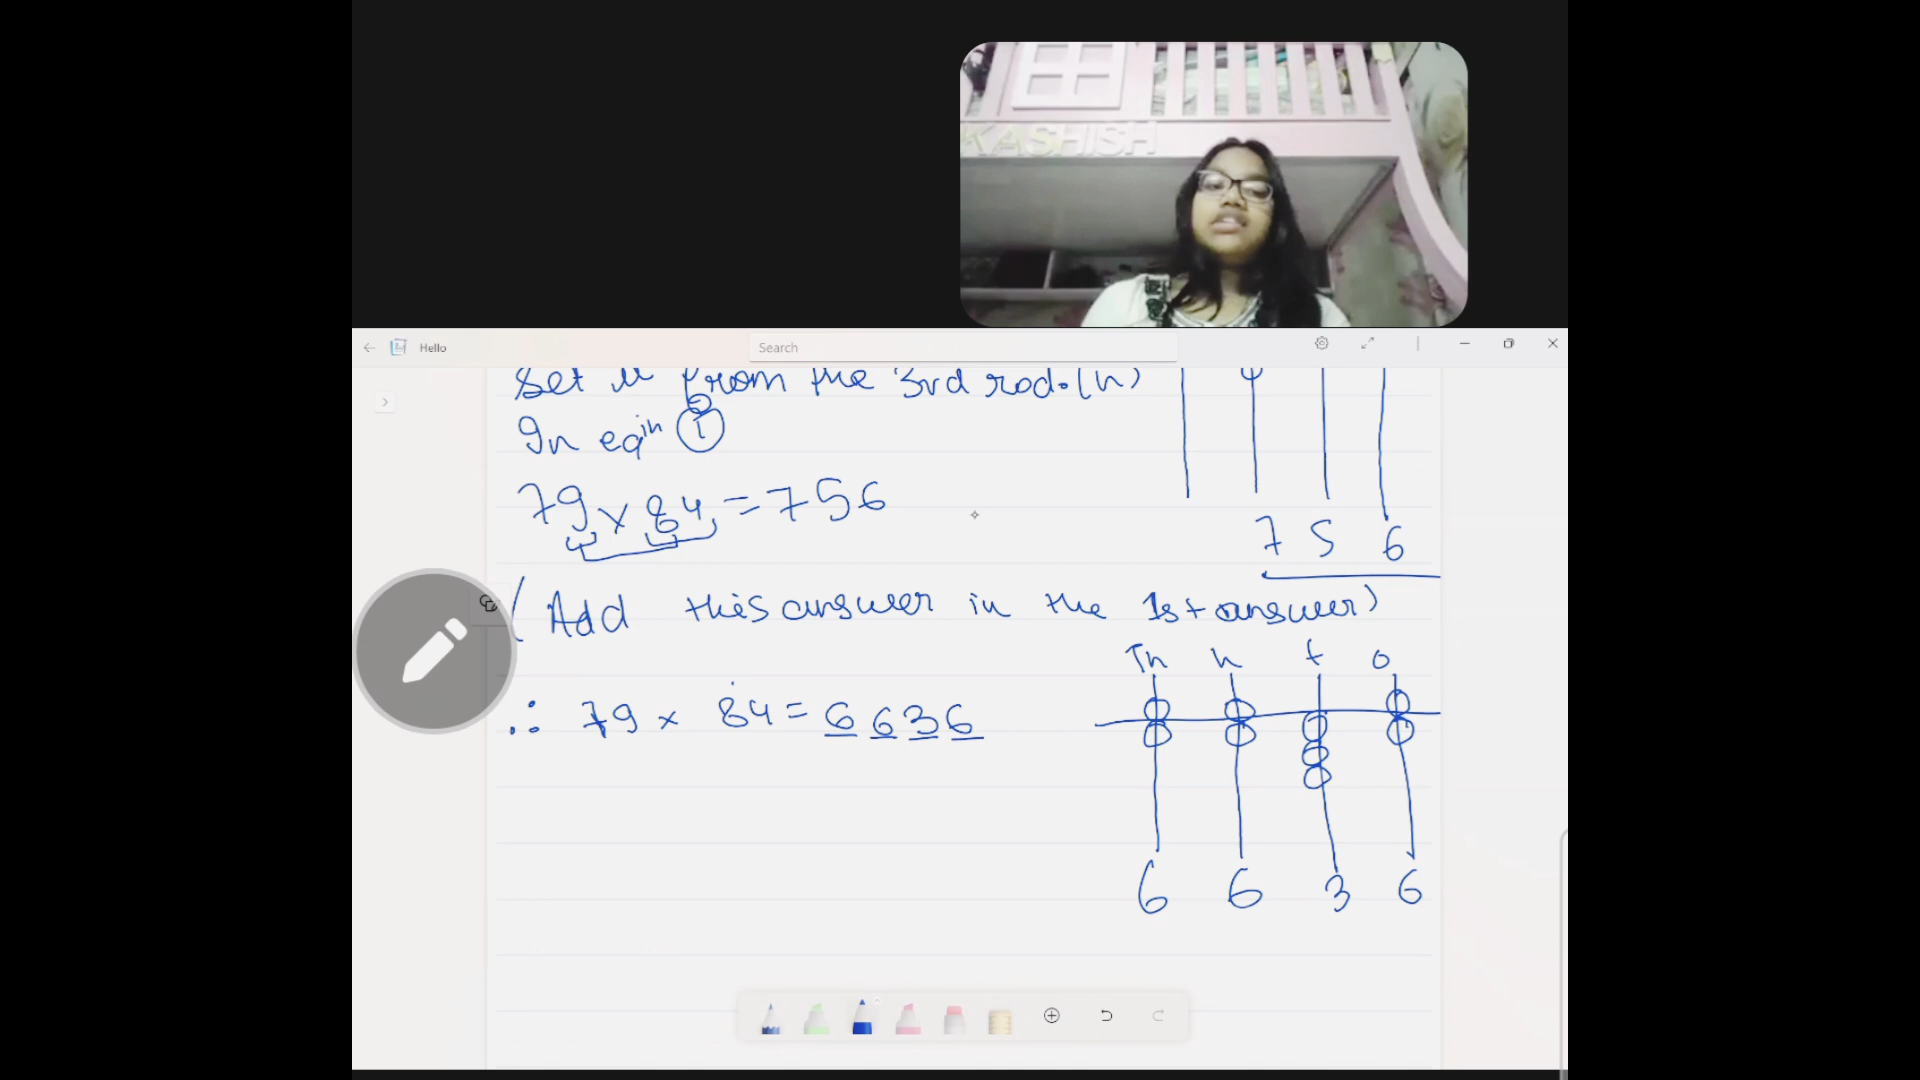 KASHISH
Hello
Search
Set it from the 3rd rod.(h)
In eqin ①
79 x 84 = 756
7 5 6
(Add this answer in the 1st answer)
Th h t o
∴ 79 x 84 = 6636
6 6 3 6